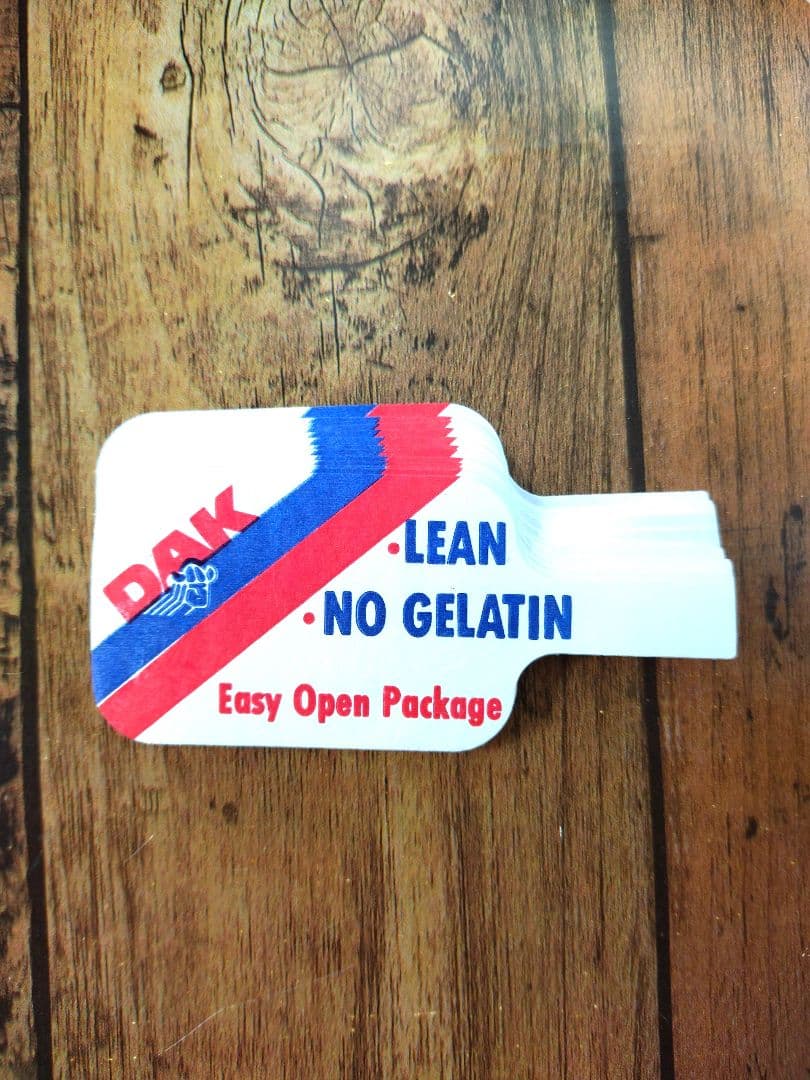 DAK
•LEAN
•NO GELATIN
Easy Open Package